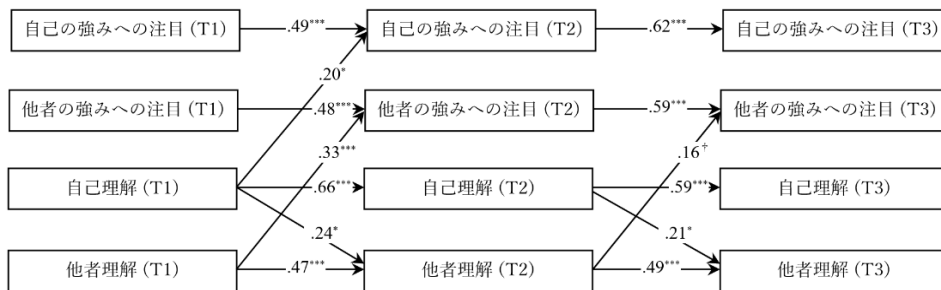 自己の強みへの注目 (T1) .49*** 自己の強みへの注目 (T2) .62*** 自己の強みへの注目 (T3)
.20*
他者の強みへの注目 (T1) .48*** 他者の強みへの注目 (T2) .59*** 他者の強みへの注目 (T3)
.33*** .16†
自己理解 (T1) .66*** 自己理解 (T2) .59*** 自己理解 (T3)
.24* .21*
他者理解 (T1) .47*** 他者理解 (T2) .49*** 他者理解 (T3)